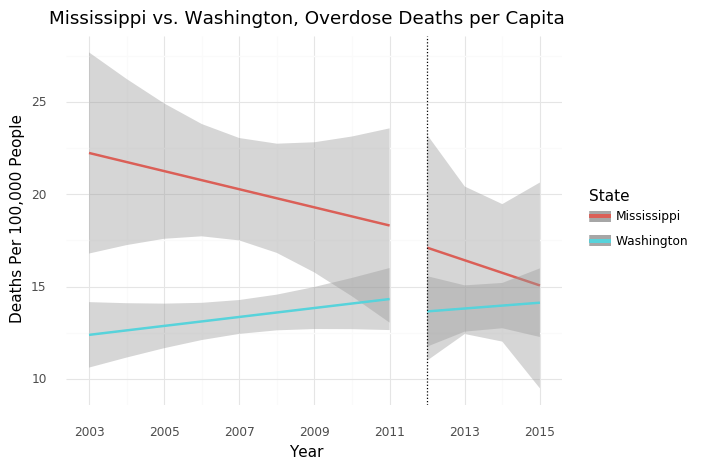 Mississippi vs. Washington, Overdose Deaths per Capita
Deaths Per 100,000 People
25
20
15
10
2003 2005 2007 2009 2011 2013 2015
Year
State
Mississippi
Washington